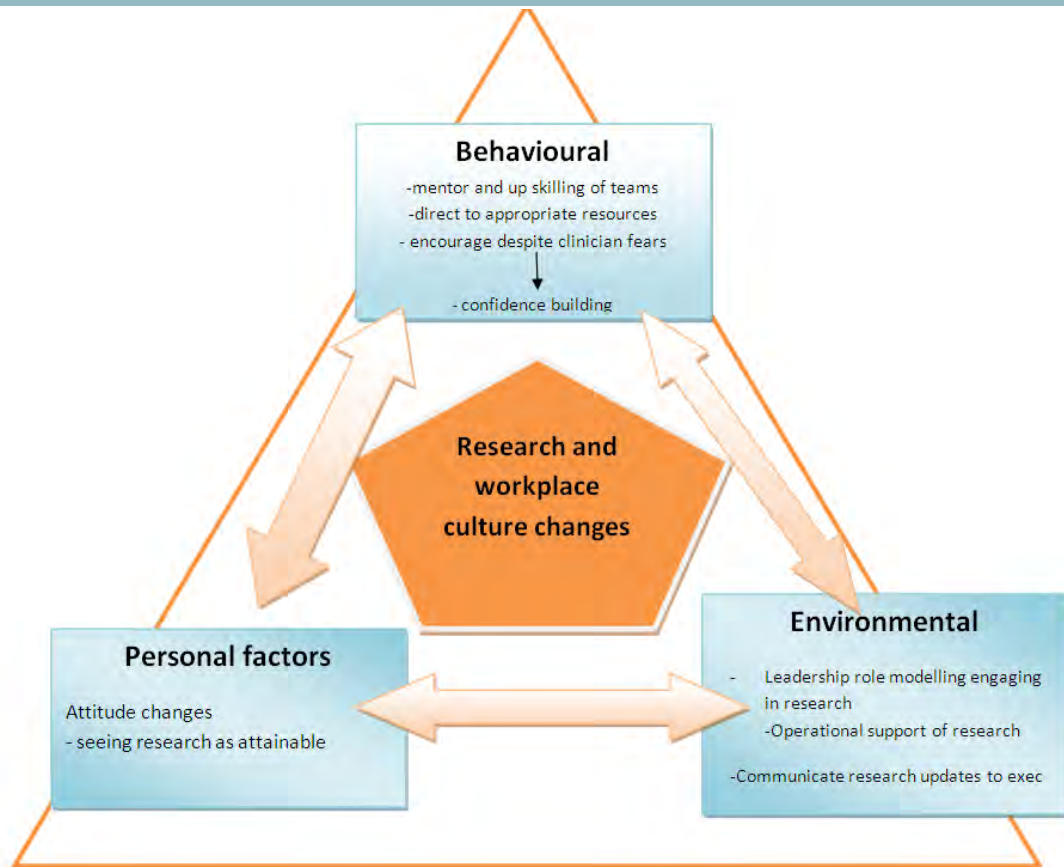 Behavioural
-mentor and up skilling of teams
-direct to appropriate resources
- encourage despite clinician fears
- confidence building
Research and
workplace
culture changes
Personal factors
Attitude changes
- seeing research as attainable
Environmental
- Leadership role modelling engaging
in research
-Operational support of research
-Communicate research updates to exec